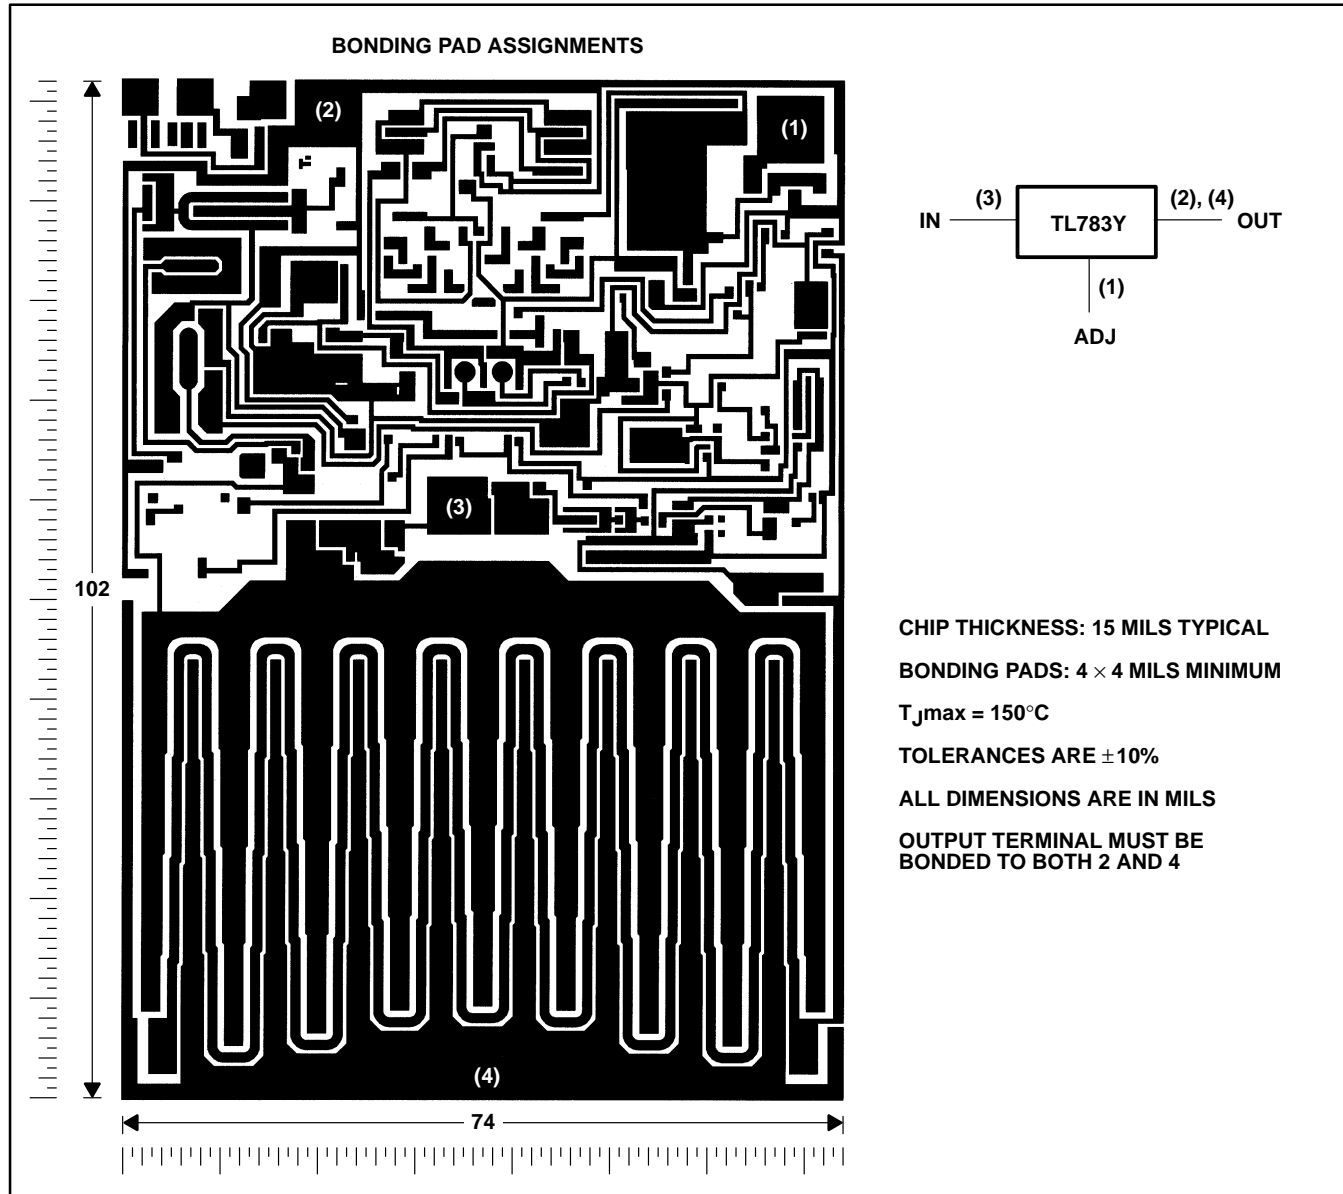 BONDING PAD ASSIGNMENTS
(2)
(1)
(3)
(4)
102
74
IN
(3)
TL783Y
(2), (4)
OUT
(1)
ADJ
CHIP THICKNESS: 15 MILS TYPICAL
BONDING PADS: 4 × 4 MILS MINIMUM
TJmax = 150°C
TOLERANCES ARE ±10%
ALL DIMENSIONS ARE IN MILS
OUTPUT TERMINAL MUST BE
BONDED TO BOTH 2 AND 4